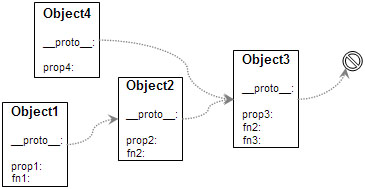 Object4
__proto__:
prop4:
Object3
__proto__:
prop3:
fn2:
fn3:
Object2
__proto__:
prop2:
fn2:
Object1
__proto__:
prop1:
fn1: